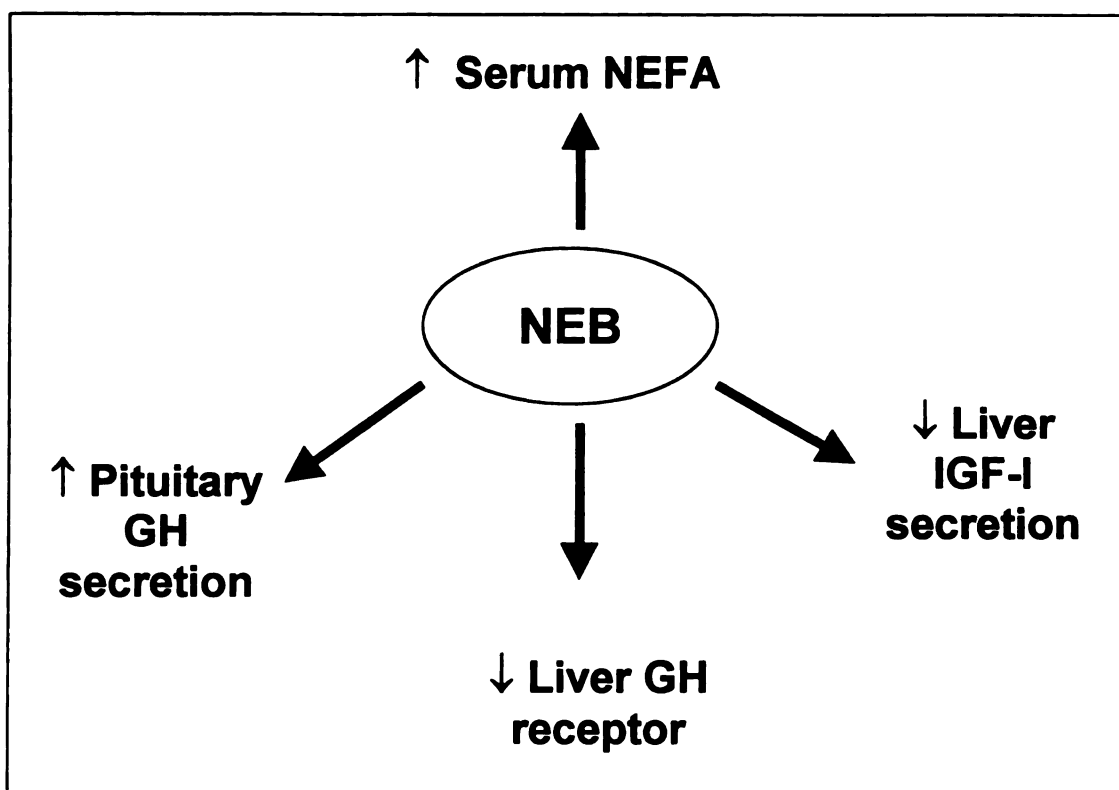 ↑ Serum NEFA
NEB
↑ Pituitary
GH
secretion
↓ Liver
IGF-I
secretion
↓ Liver GH
receptor